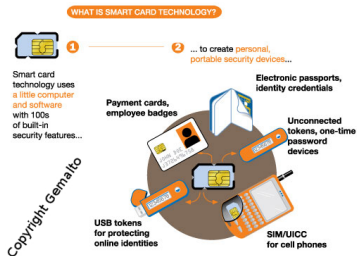 WHAT IS SMART CARD TECHNOLOGY?
1
Smart card
technology uses
a little computer
and software
with 100s
of built-in
security features...
2
... to create personal,
portable security devices...
Electronic passports,
identity credentials
Payment cards,
employee badges
Unconnected
tokens, one-time
password
devices
USB tokens
for protecting
online identities
SIM/UICC
for cell phones
Copyright Gemalto